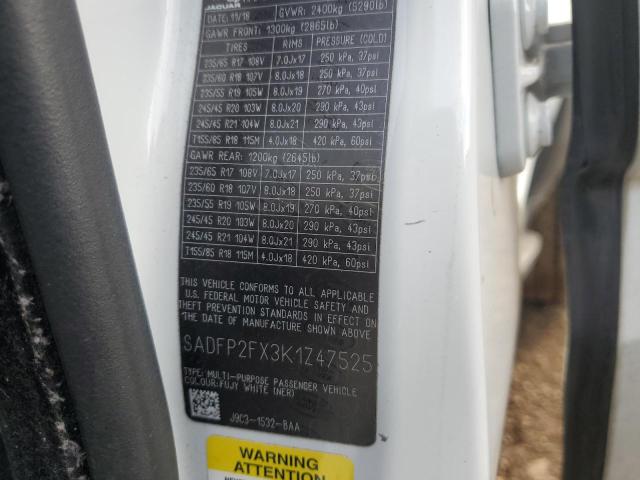 JAGUAR
DATE: 11/18 GVWR: 2400kg (5290lb)
GAWR FRONT: 1300kg (2865lb)
TIRES RIMS PRESSURE (COLD)
235/65 R17 108V 7.0Jx17 250 kPa, 37psi
235/60 R18 107V 8.0Jx18 250 kPa, 37psi
235/55 R19 105W 8.0Jx19 270 kPa, 40psi
245/45 R20 103W 8.0Jx20 290 kPa, 43psi
245/45 R21 104W 8.0Jx21 290 kPa, 43psi
T155/85 R18 115M 4.0Jx18 420 kPa, 60psi
GAWR REAR: 1200kg (2645lb)
235/65 R17 108V 7.0Jx17 250 kPa, 37psi
235/60 R18 107V 8.0Jx18 250 kPa, 37psi
235/55 R19 105W 8.0Jx19 270 kPa, 40psi
245/45 R20 103W 8.0Jx20 290 kPa, 43psi
245/45 R21 104W 8.0Jx21 290 kPa, 43psi
T155/85 R18 115M 4.0Jx18 420 kPa, 60psi
THIS VEHICLE CONFORMS TO ALL APPLICABLE
U.S. FEDERAL MOTOR VEHICLE SAFETY AND
THEFT PREVENTION STANDARDS IN EFFECT ON
THE DATE OF MANUFACTURE SHOWN ABOVE
SADFP2FX3K1Z47525
TYPE: MULTI-PURPOSE PASSENGER VEHICLE
COLOUR: FUJI WHITE (NER)
J9C3-1532-BAA
WARNING
ATTENTION